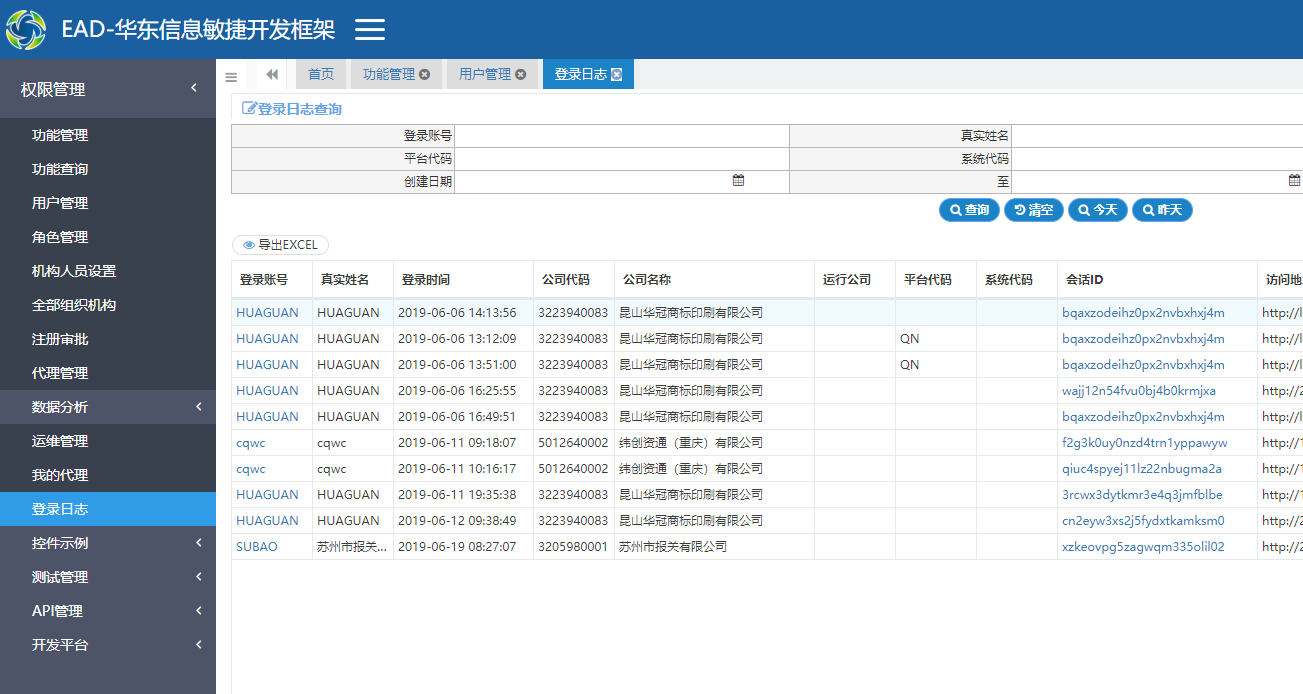 EAD-华东信息敏捷开发框架
权限管理
功能管理
功能查询
用户管理
角色管理
机构人员设置
全部组织机构
注册审批
代理管理
数据分析
运维管理
我的代理
登录日志
控件示例
测试管理
API管理
开发平台
首页 功能管理 用户管理 登录日志
登录日志查询
登录账号 真实姓名
平台代码 系统代码
创建日期 至
查询 清空 今天 昨天
导出EXCEL
登录账号 真实姓名 登录时间 公司代码 公司名称 运行公司 平台代码 系统代码 会话ID 访问地
HUAGUAN HUAGUAN 2019-06-06 14:13:56 3223940083 昆山华冠商标印刷有限公司 bqaxzodeihz0px2nvbxhxj4m http://l
HUAGUAN HUAGUAN 2019-06-06 13:12:09 3223940083 昆山华冠商标印刷有限公司 QN bqaxzodeihz0px2nvbxhxj4m http://l
HUAGUAN HUAGUAN 2019-06-06 13:51:00 3223940083 昆山华冠商标印刷有限公司 QN bqaxzodeihz0px2nvbxhxj4m http://l
HUAGUAN HUAGUAN 2019-06-06 16:25:55 3223940083 昆山华冠商标印刷有限公司 wajj12n54fvu0bj4b0krmjxa http://2
HUAGUAN HUAGUAN 2019-06-06 16:49:51 3223940083 昆山华冠商标印刷有限公司 bqaxzodeihz0px2nvbxhxj4m http://l
cqwc cqwc 2019-06-11 09:18:07 5012640002 纬创资通（重庆）有限公司 f2g3k0uy0nzd4trn1yppawyw http://1
cqwc cqwc 2019-06-11 10:16:17 5012640002 纬创资通（重庆）有限公司 qiuc4spyej11lz22nbugma2a http://1
HUAGUAN HUAGUAN 2019-06-11 19:35:38 3223940083 昆山华冠商标印刷有限公司 3rcwx3dytkmr3e4q3jmfblbe http://1
HUAGUAN HUAGUAN 2019-06-12 09:38:49 3223940083 昆山华冠商标印刷有限公司 cn2eyw3xs2j5fydxtkamksm0 http://2
SUBAO 苏州市报关... 2019-06-19 08:27:07 3205980001 苏州市报关有限公司 xzkeovpg5zagwqm335olil02 http://2